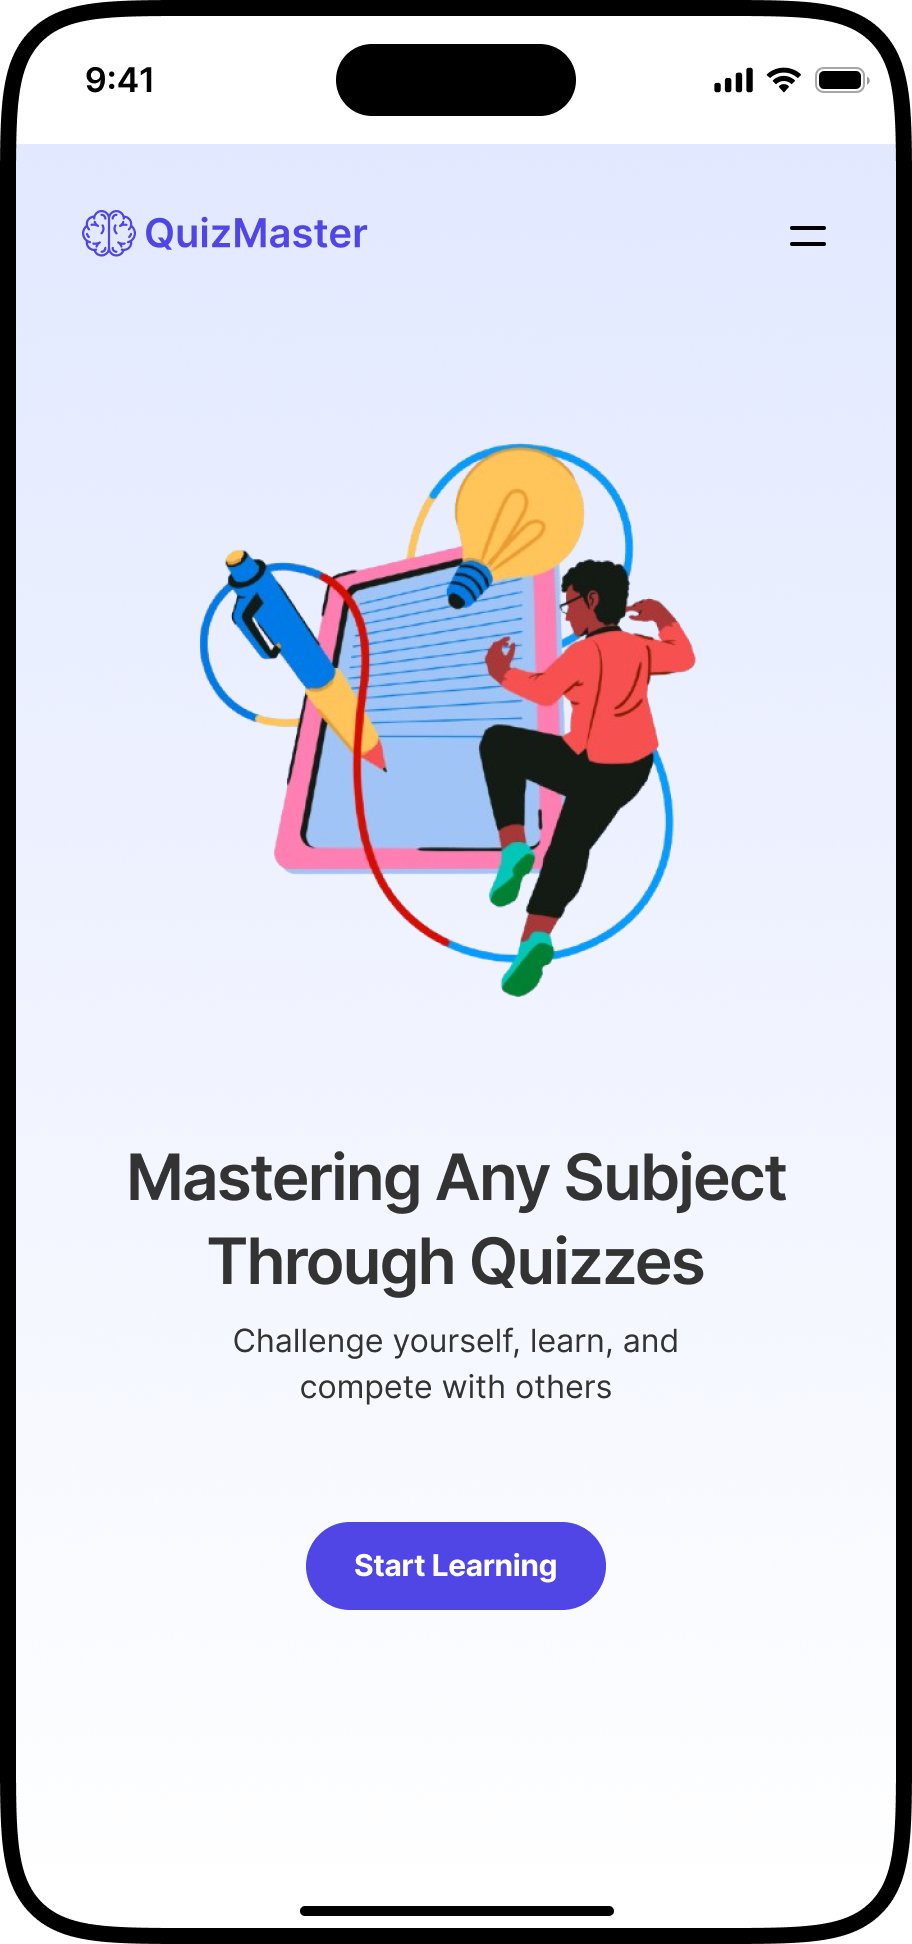 9:41
QuizMaster
Mastering Any Subject
Through Quizzes
Challenge yourself, learn, and
compete with others
Start Learning